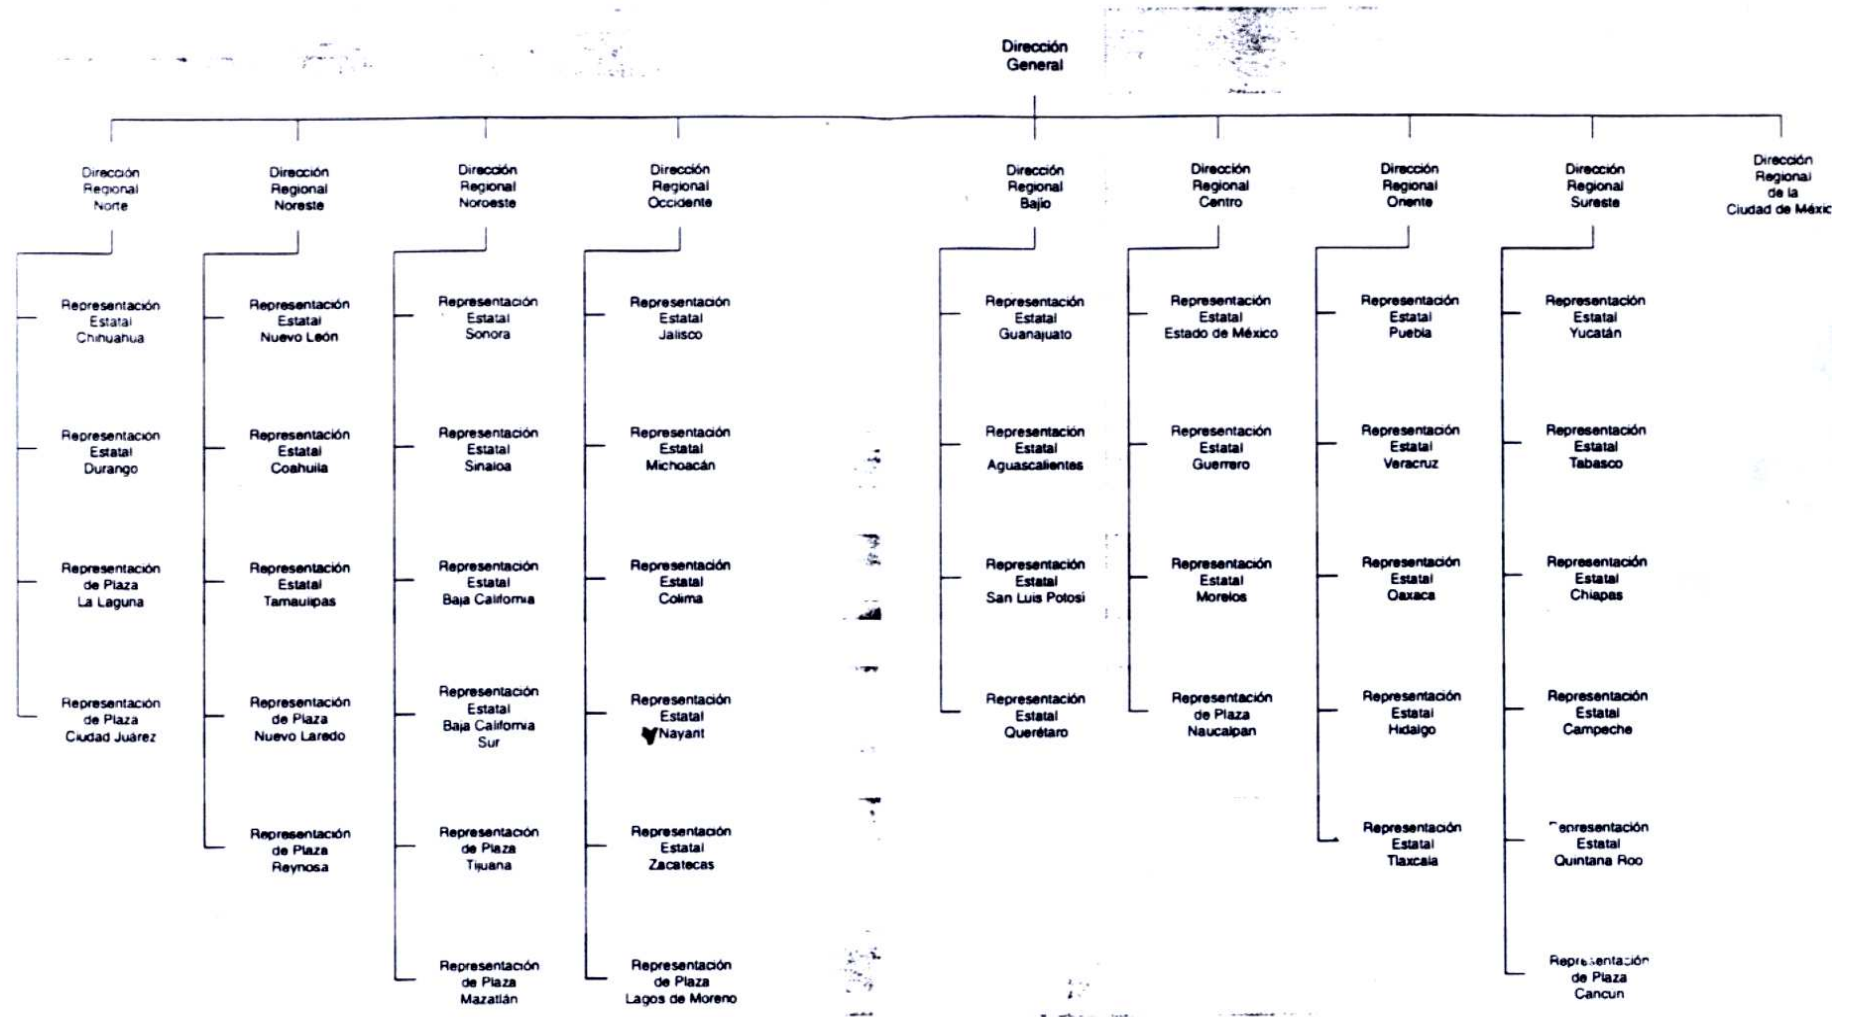 Dirección
General
Dirección
Regional
Norte
Representación
Estatal
Chihuahua
Representación
Estatal
Durango
Representación
de Plaza
La Laguna
Representación
de Plaza
Ciudad Juárez
Dirección
Regional
Noreste
Representación
Estatal
Nuevo León
Representación
Estatal
Coahuila
Representación
Estatal
Tamaulipas
Representación
de Plaza
Nuevo Laredo
Representación
de Plaza
Reynosa
Dirección
Regional
Noroeste
Representación
Estatal
Sonora
Representación
Estatal
Sinaloa
Representación
Estatal
Baja California
Representación
Estatal
Baja California
Sur
Representación
de Plaza
Tijuana
Representación
de Plaza
Mazatlán
Dirección
Regional
Occidente
Representación
Estatal
Jalisco
Representación
Estatal
Michoacán
Representación
Estatal
Colima
Representación
Estatal
Nayarit
Representación
Estatal
Zacatecas
Representación
de Plaza
Lagos de Moreno
Dirección
Regional
Bajío
Representación
Estatal
Guanajuato
Representación
Estatal
Aguascalientes
Representación
Estatal
San Luis Potosí
Representación
Estatal
Querétaro
Dirección
Regional
Centro
Representación
Estatal
Estado de México
Representación
Estatal
Guerrero
Representación
Estatal
Morelos
Representación
de Plaza
Naucalpan
Dirección
Regional
Oriente
Representación
Estatal
Puebla
Representación
Estatal
Veracruz
Representación
Estatal
Oaxaca
Representación
Estatal
Hidalgo
Representación
Estatal
Tlaxcala
Dirección
Regional
Sureste
Representación
Estatal
Yucatán
Representación
Estatal
Tabasco
Representación
Estatal
Chiapas
Representación
Estatal
Campeche
Representación
Estatal
Quintana Roo
Representación
de Plaza
Cancun
Dirección
Regional
de la
Ciudad de Méxic